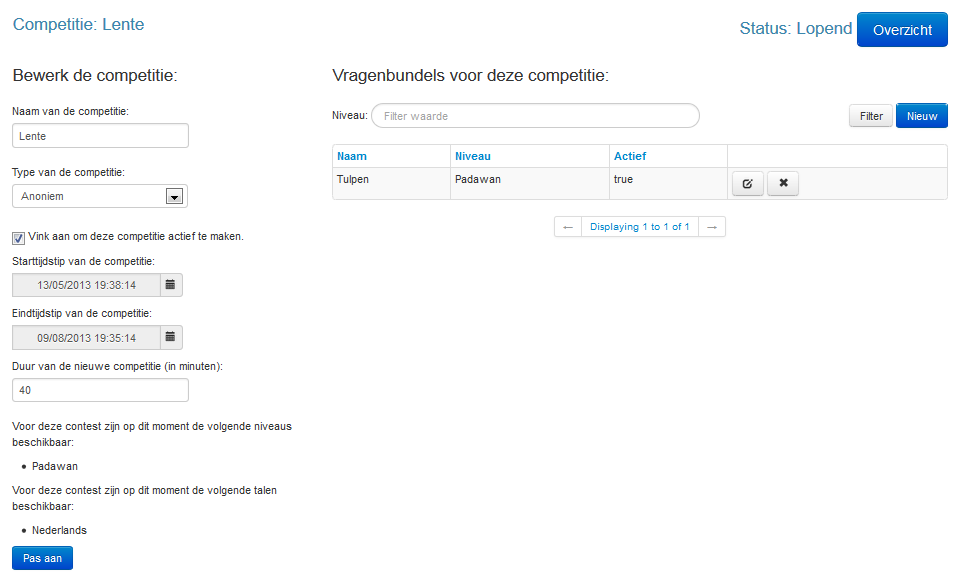 Competitie: Lente
Status: Lopend
Overzicht
Bewerk de competitie:
Naam van de competitie:
Lente
Type van de competitie:
Anoniem
Vink aan om deze competitie actief te maken.
Starttijdstip van de competitie:
13/05/2013 19:38:14
Eindtijdstip van de competitie:
09/08/2013 19:35:14
Duur van de nieuwe competitie (in minuten):
40
Voor deze contest zijn op dit moment de volgende niveaus
beschikbaar:
• Padawan
Voor deze contest zijn op dit moment de volgende talen
beschikbaar:
• Nederlands
Pas aan
Vragenbundels voor deze competitie:
Niveau: Filter waarde
Filter
Nieuw
Naam Niveau Actief
Tulpen Padawan true
← Displaying 1 to 1 of 1 →